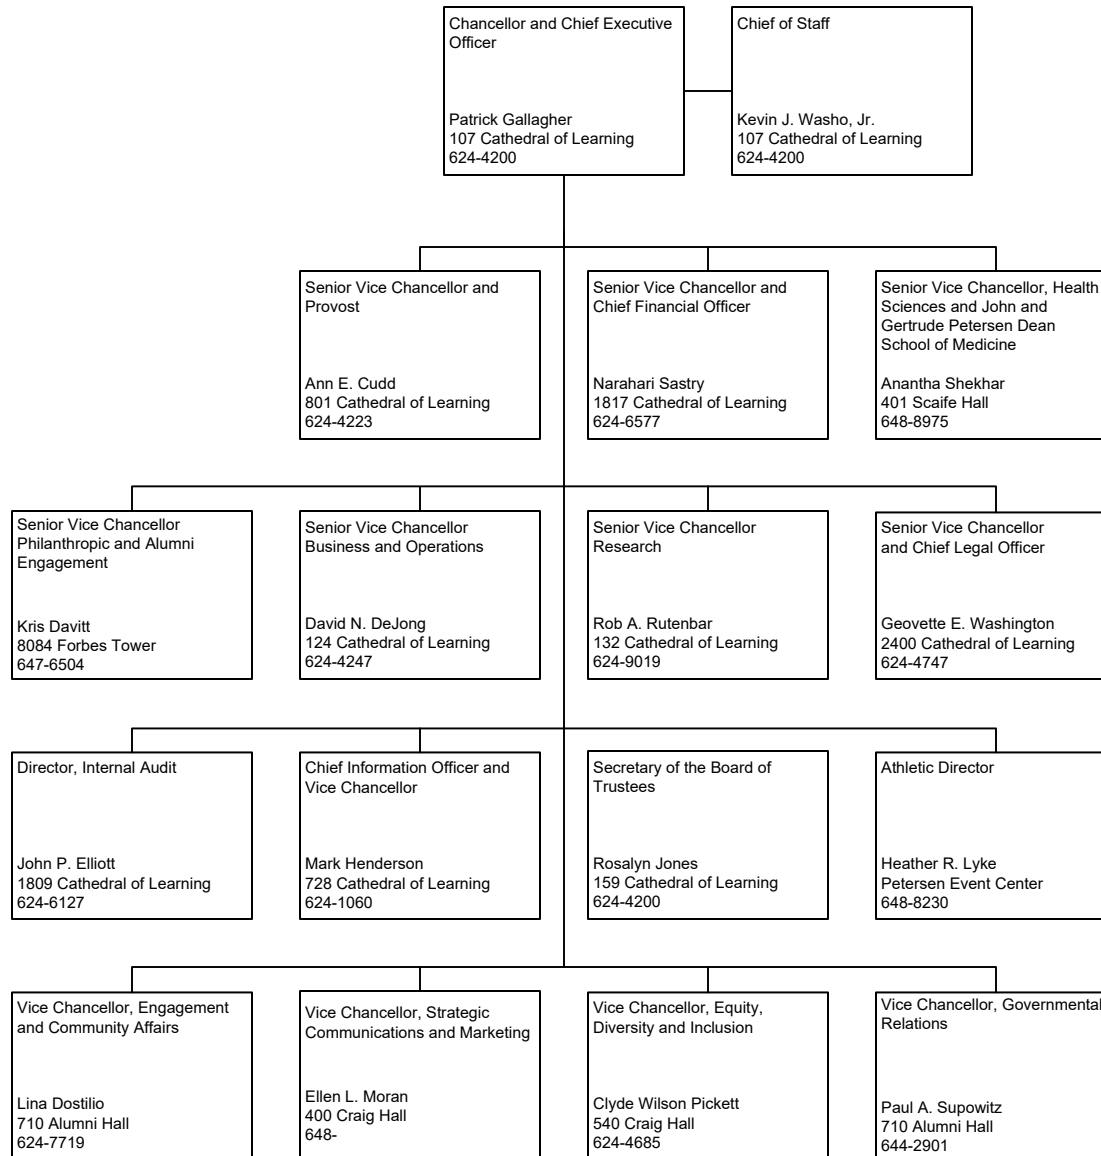 Chancellor and Chief Executive
Officer
Patrick Gallagher
107 Cathedral of Learning
624-4200
Chief of Staff
Kevin J. Washo, Jr.
107 Cathedral of Learning
624-4200
Senior Vice Chancellor and
Provost
Ann E. Cudd
801 Cathedral of Learning
624-4223
Senior Vice Chancellor and
Chief Financial Officer
Narahari Sastry
1817 Cathedral of Learning
624-6577
Senior Vice Chancellor, Health
Sciences and John and
Gertrude Petersen Dean
School of Medicine
Anantha Shekhar
401 Scaife Hall
648-8975
Senior Vice Chancellor
Philanthropic and Alumni
Engagement
Kris Davitt
8084 Forbes Tower
647-6504
Senior Vice Chancellor
Business and Operations
David N. DeJong
124 Cathedral of Learning
624-4247
Senior Vice Chancellor
Research
Rob A. Rutenbar
132 Cathedral of Learning
624-9019
Senior Vice Chancellor
and Chief Legal Officer
Geovette E. Washington
2400 Cathedral of Learning
624-4747
Director, Internal Audit
John P. Elliott
1809 Cathedral of Learning
624-6127
Chief Information Officer and
Vice Chancellor
Mark Henderson
728 Cathedral of Learning
624-1060
Secretary of the Board of
Trustees
Rosalyn Jones
159 Cathedral of Learning
624-4200
Athletic Director
Heather R. Lyke
Petersen Event Center
648-8230
Vice Chancellor, Engagement
and Community Affairs
Lina Dostilio
710 Alumni Hall
624-7719
Vice Chancellor, Strategic
Communications and Marketing
Ellen L. Moran
400 Craig Hall
648-
Vice Chancellor, Equity,
Diversity and Inclusion
Clyde Wilson Pickett
540 Craig Hall
624-4685
Vice Chancellor, Governmental
Relations
Paul A. Supowitz
710 Alumni Hall
644-2901